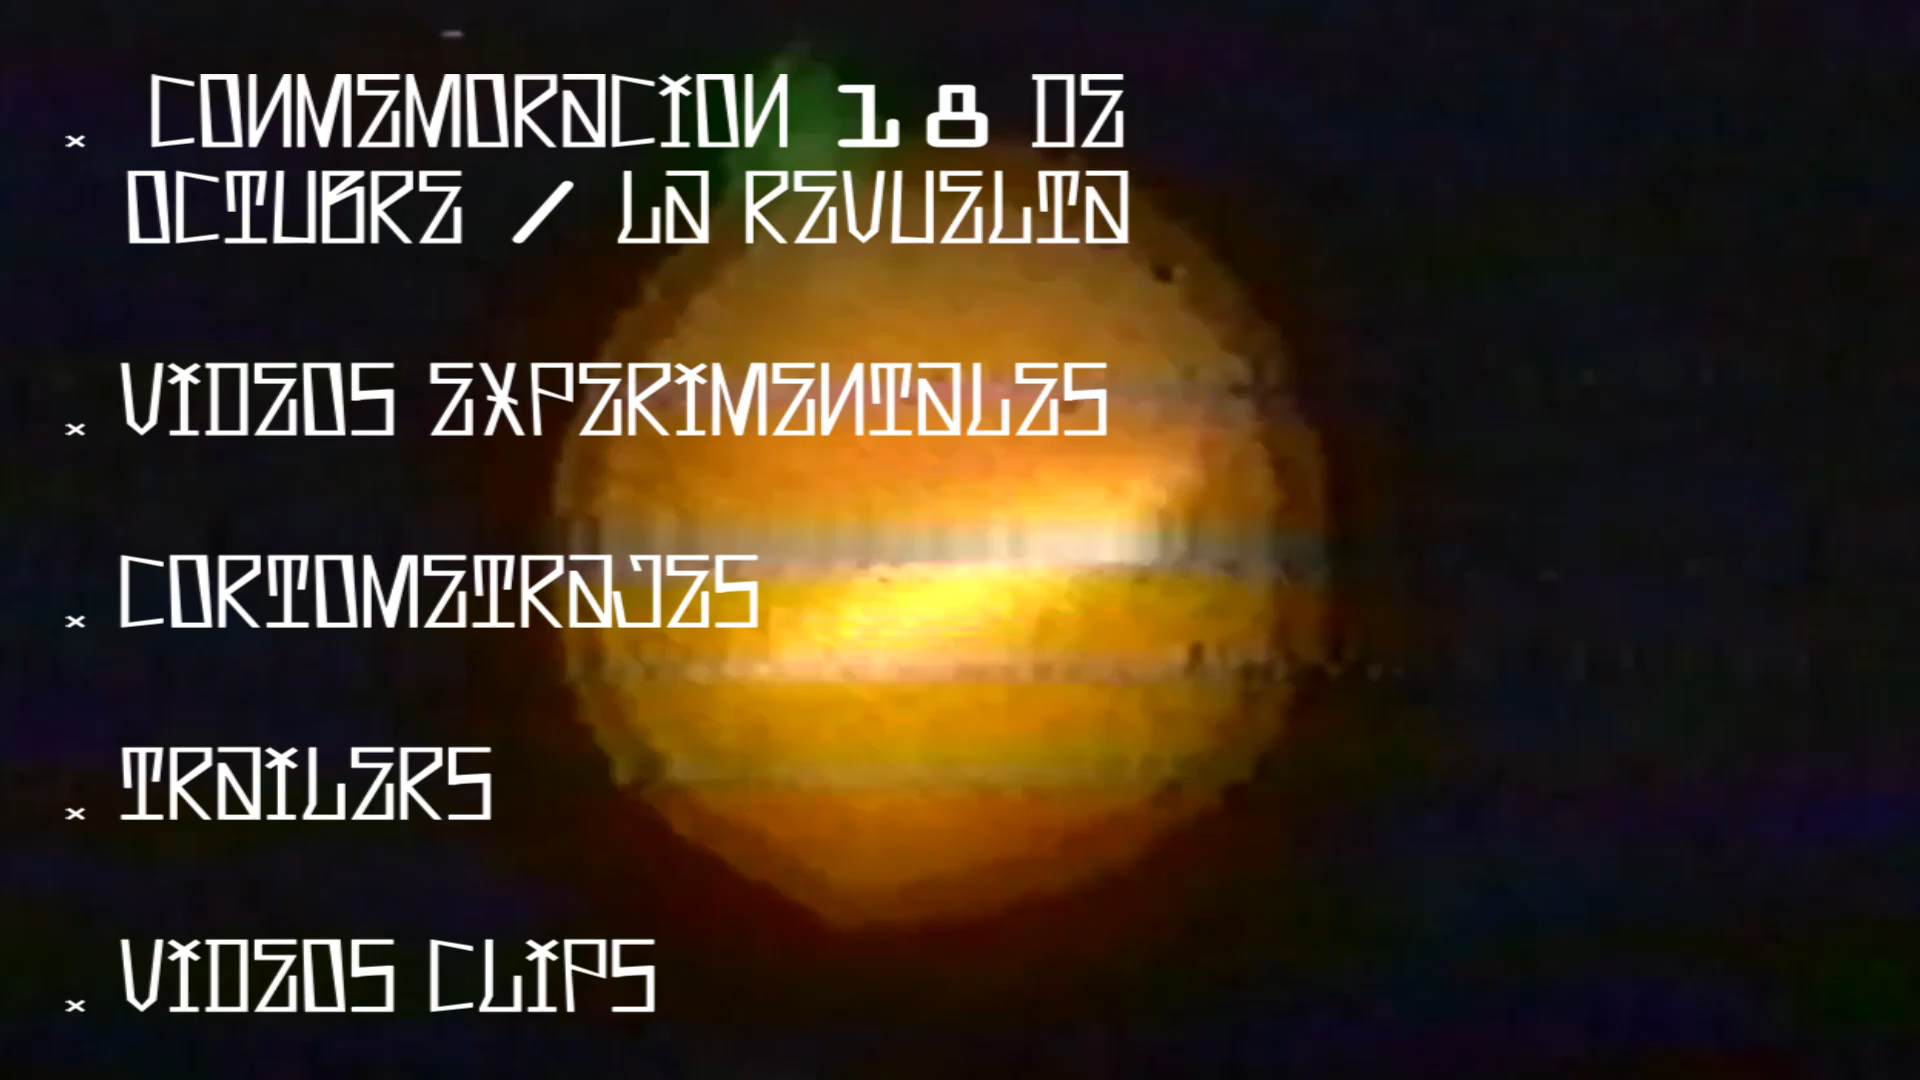 x CONMEMORACION 18 DE
OCTUBRE / LA REVUELTA
x VIDEOS EXPERIMENTALES
x CORTOMETRAJES
x TRAILERS
x VIDEOS CLIPS